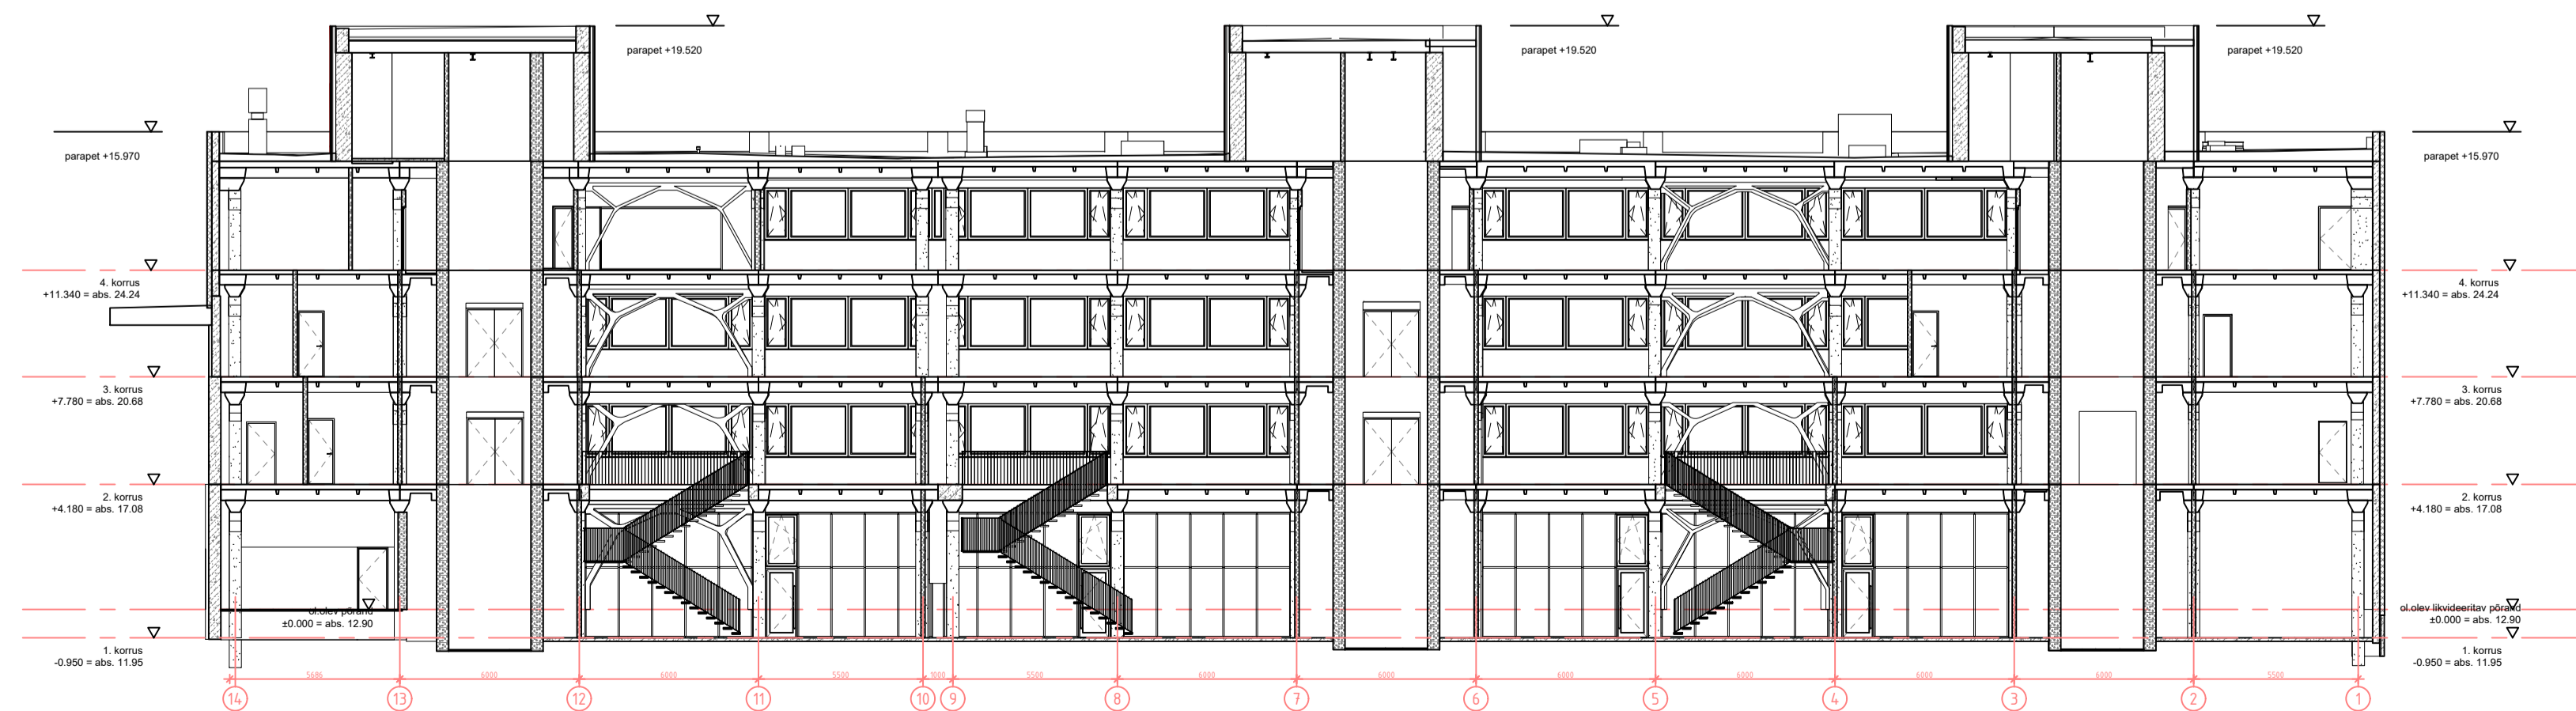 parapet +19.520
parapet +19.520
parapet +19.520
parapet +15.970
parapet +15.970
4. korrus
+11.340 = abs. 24.24
4. korrus
+11.340 = abs. 24.24
3. korrus
+7.780 = abs. 20.68
3. korrus
+7.780 = abs. 20.68
2. korrus
+4.180 = abs. 17.08
2. korrus
+4.180 = abs. 17.08
ol.olev põrand
±0.000 = abs. 12.90
ol.olev likvideeritav põrand
±0.000 = abs. 12.90
1. korrus
-0.950 = abs. 11.95
1. korrus
-0.950 = abs. 11.95
5686 6000 6000 5500 1000 5500 6000 6000 6000 6000 6000 6000 5500
14 13 12 11 10 9 8 7 6 5 4 3 2 1